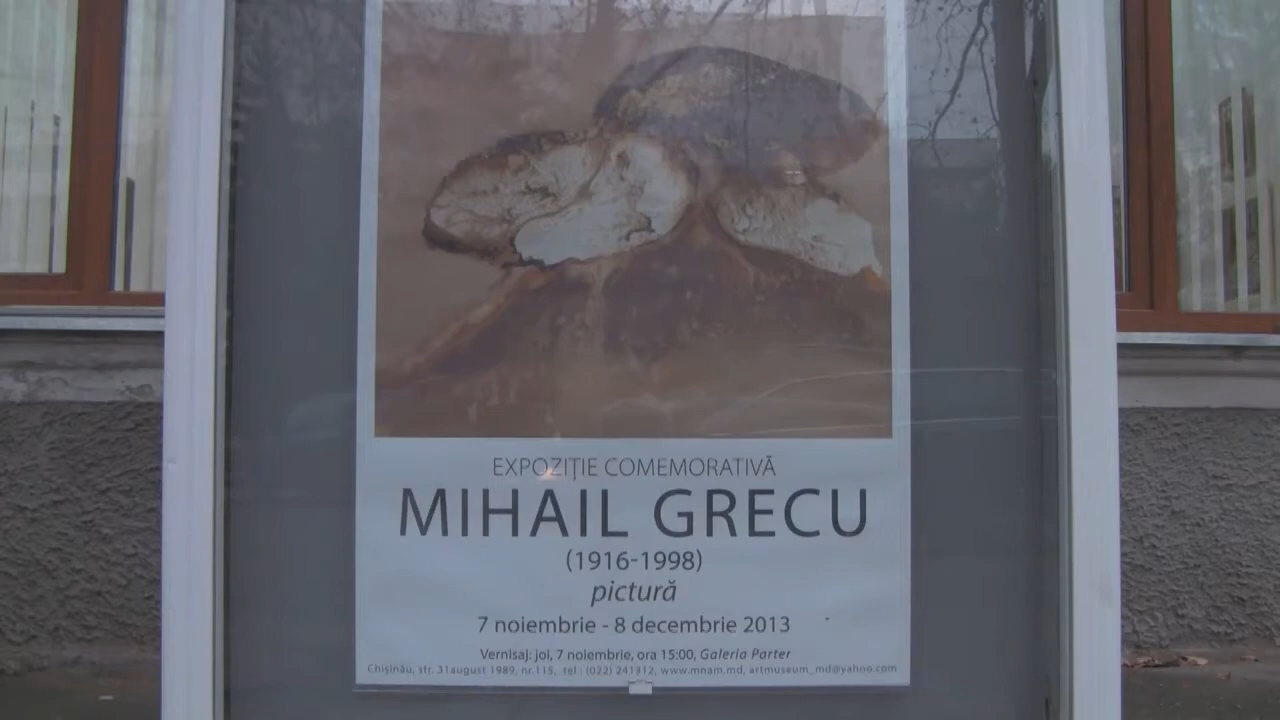 EXPOZIȚIE COMEMORATIVĂ
MIHAIL GRECU
(1916-1998)
pictură
7 noiembrie - 8 decembrie 2013
Vernisaj: joi, 7 noiembrie, ora 15:00, Galeria Parter
Chișinău, str. 31august 1989, nr.115, tel: (022) 241312, www.mnam.md, artmuseum_md@yahoo.com